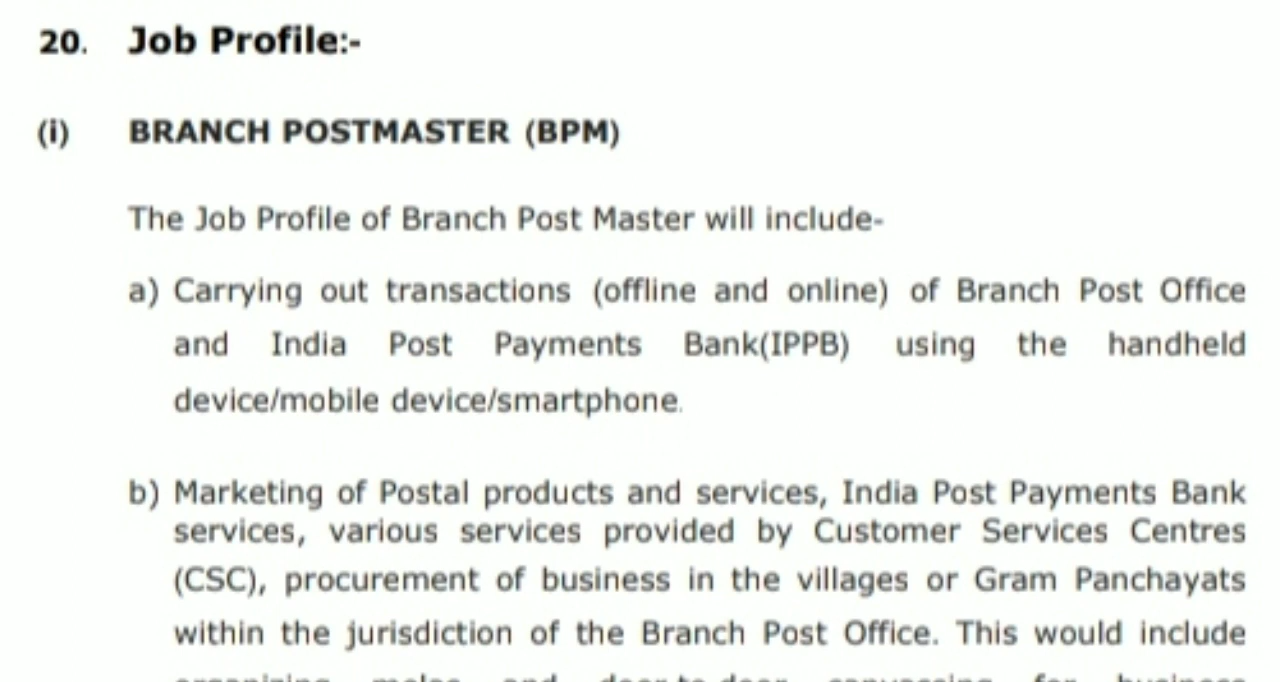 20. Job Profile:-
(i) BRANCH POSTMASTER (BPM)
The Job Profile of Branch Post Master will include-
a) Carrying out transactions (offline and online) of Branch Post Office
and India Post Payments Bank(IPPB) using the handheld
device/mobile device/smartphone.
b) Marketing of Postal products and services, India Post Payments Bank
services, various services provided by Customer Services Centres
(CSC), procurement of business in the villages or Gram Panchayats
within the jurisdiction of the Branch Post Office. This would include